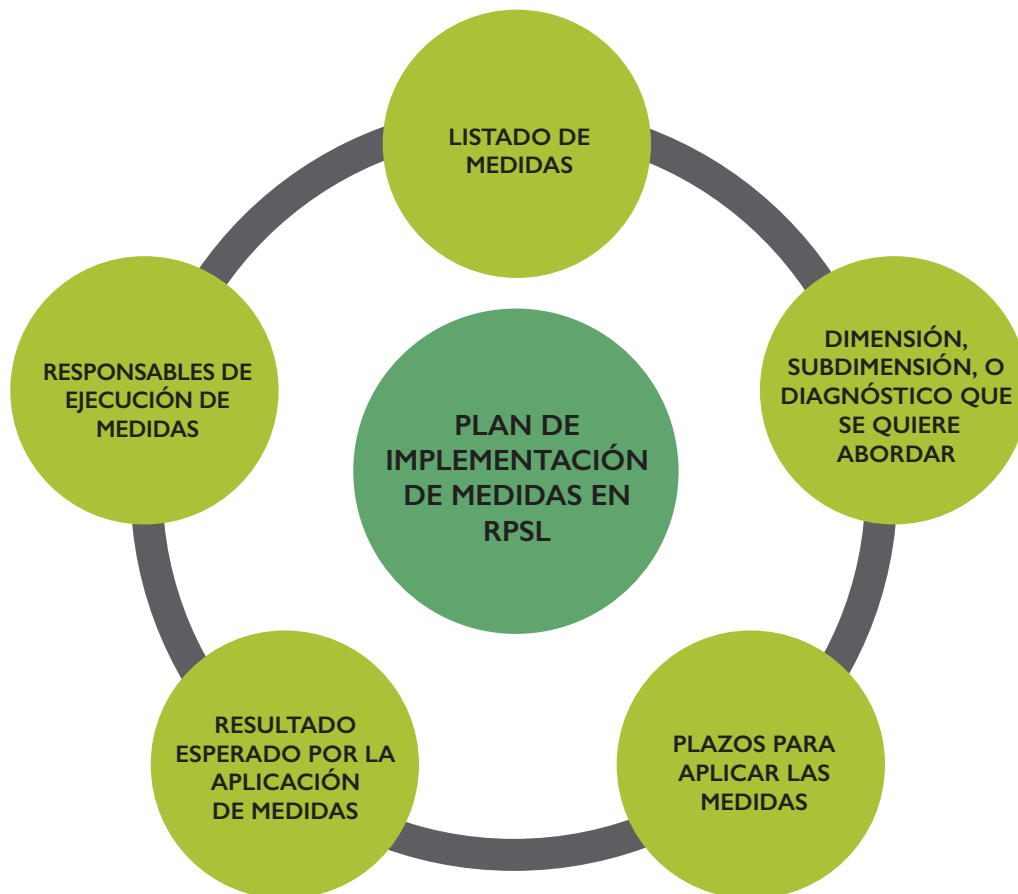 LISTADO DE
MEDIDAS
DIMENSIÓN,
SUBDIMENSIÓN, O
DIAGNÓSTICO QUE
SE QUIERE
ABORDAR
PLAZOS PARA
APLICAR LAS
MEDIDAS
RESULTADO
ESPERADO POR LA
APLICACIÓN
DE MEDIDAS
RESPONSABLES DE
EJECUCIÓN DE
MEDIDAS
PLAN DE
IMPLEMENTACIÓN
DE MEDIDAS EN
RPSL